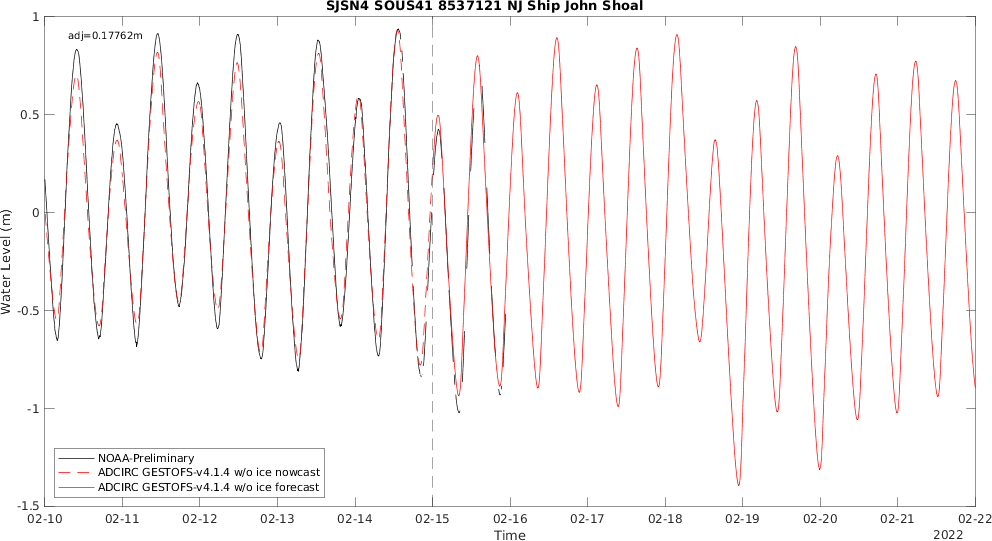 SJSN4 SOUS41 8537121 NJ Ship John Shoal
adj=0.17762m
1
0.5
0
-0.5
-1
-1.5
Water Level (m)
NOAA-Preliminary
ADCIRC GESTOFS-v4.1.4 w/o ice nowcast
ADCIRC GESTOFS-v4.1.4 w/o ice forecast
02-10 02-11 02-12 02-13 02-14 02-15 02-16 02-17 02-18 02-19 02-20 02-21 02-22
Time
2022